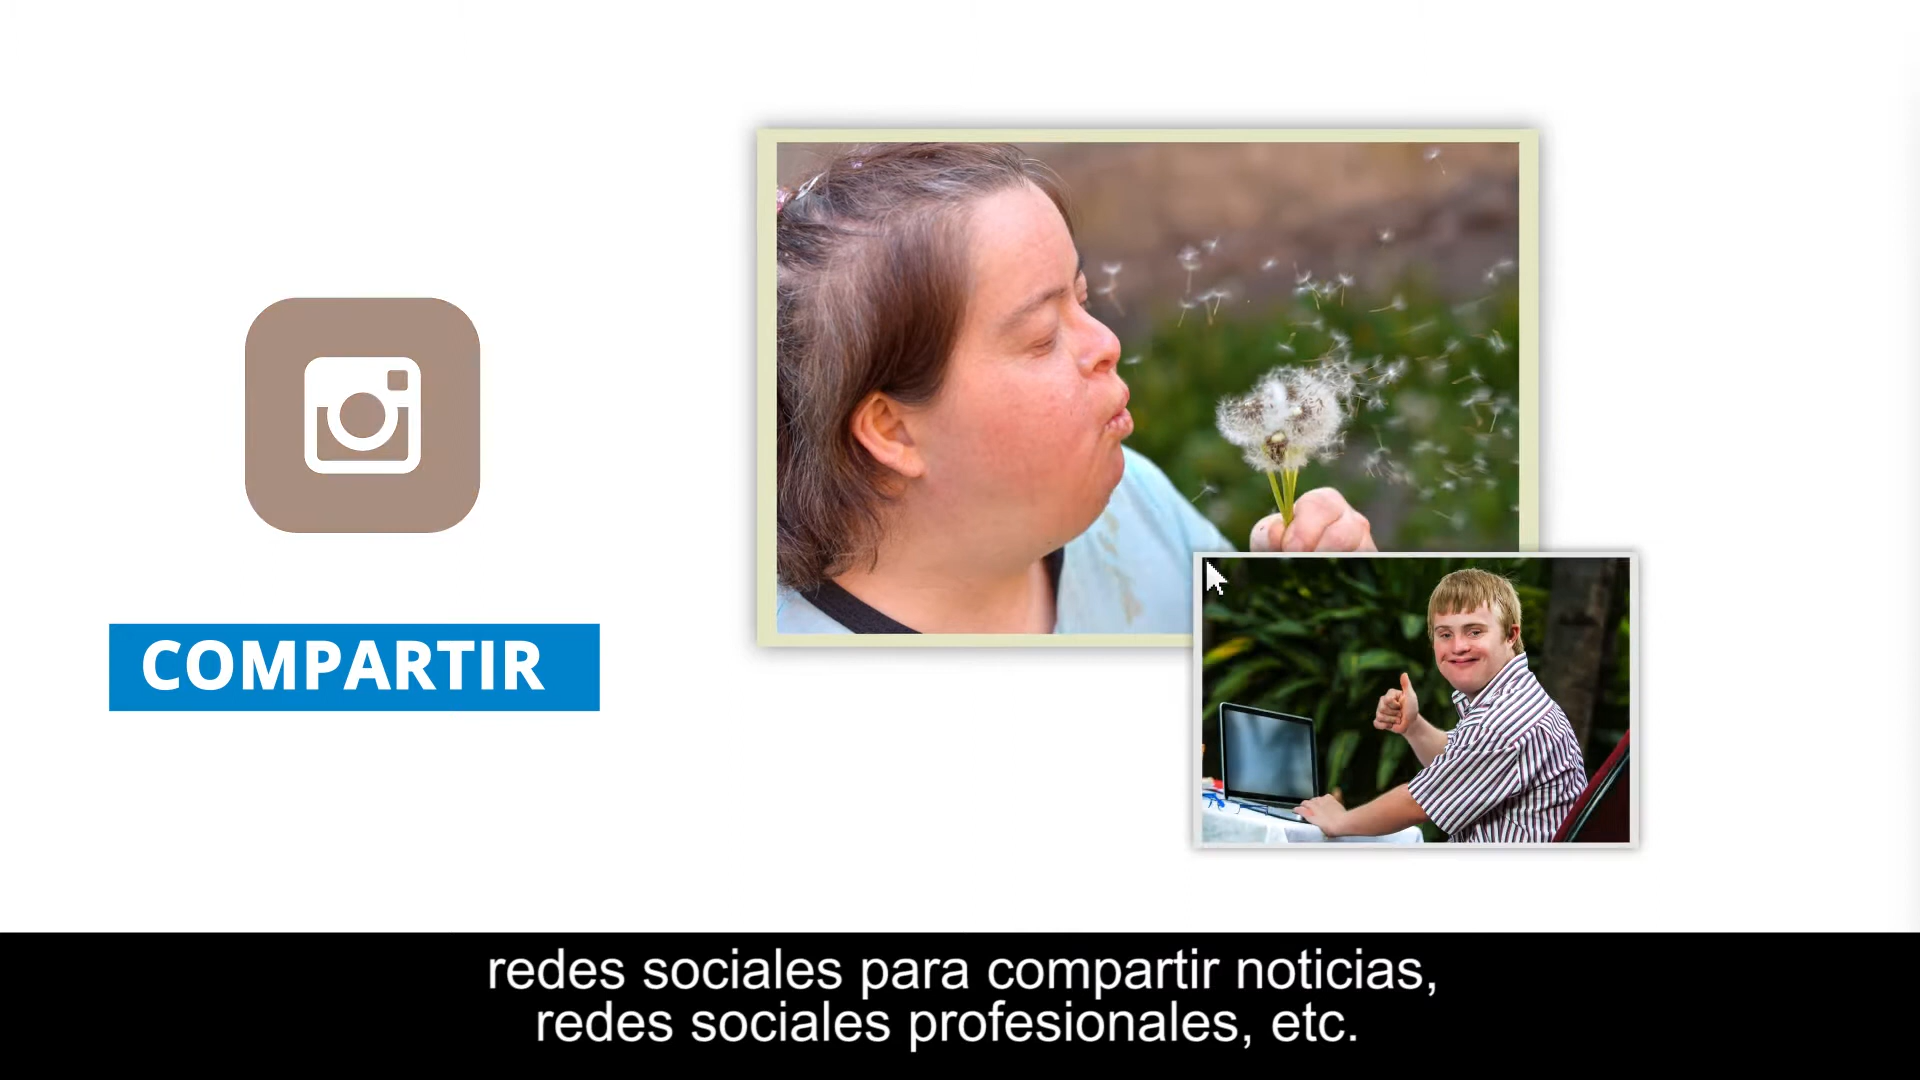 COMPARTIR
redes sociales para compartir noticias,
redes sociales profesionales, etc.